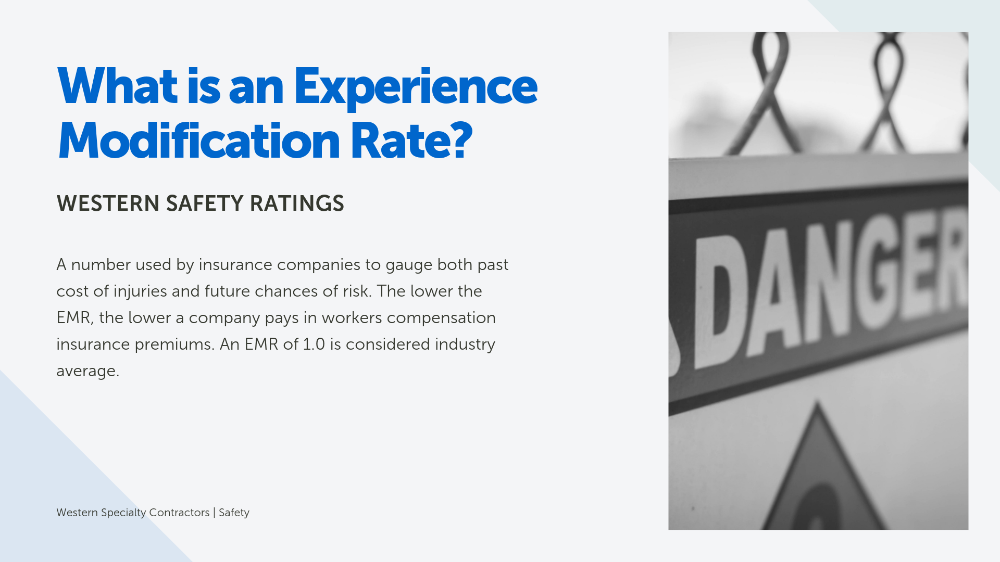 What is an Experience
Modification Rate?
WESTERN SAFETY RATINGS
A number used by insurance companies to gauge both past
cost of injuries and future chances of risk. The lower the
EMR, the lower a company pays in workers compensation
insurance premiums. An EMR of 1.0 is considered industry
average.
Western Specialty Contractors | Safety
DANGER